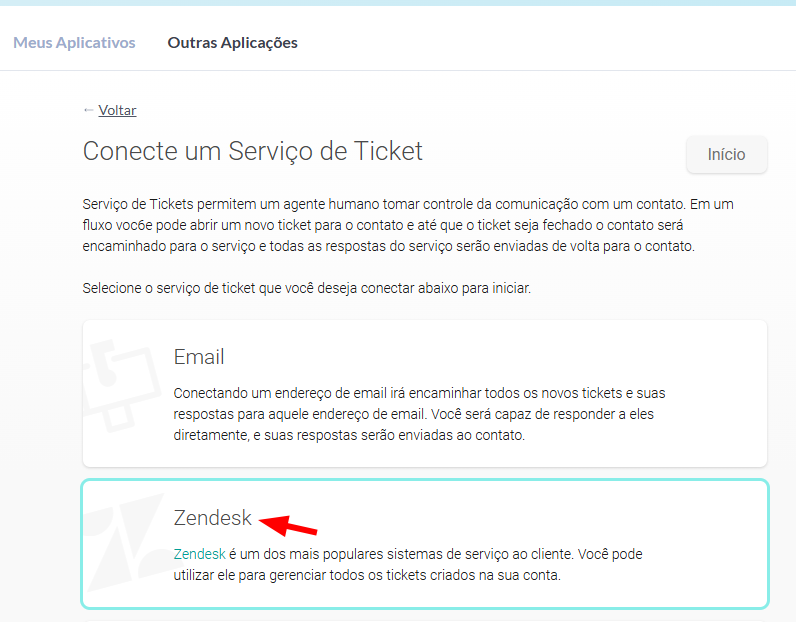 Meus Aplicativos Outras Aplicações
← Voltar
Conecte um Serviço de Ticket
Início
Serviço de Tickets permitem um agente humano tomar controle da comunicação com um contato. Em um
fluxo voc6e pode abrir um novo ticket para o contato e até que o ticket seja fechado o contato será
encaminhado para o serviço e todas as respostas do serviço serão enviadas de volta para o contato.
Selecione o serviço de ticket que você deseja conectar abaixo para iniciar.
Email
Conectando um endereço de email irá encaminhar todos os novos tickets e suas
respostas para aquele endereço de email. Você será capaz de responder a eles
diretamente, e suas respostas serão enviadas ao contato.
Zendesk
Zendesk é um dos mais populares sistemas de serviço ao cliente. Você pode
utilizar ele para gerenciar todos os tickets criados na sua conta.